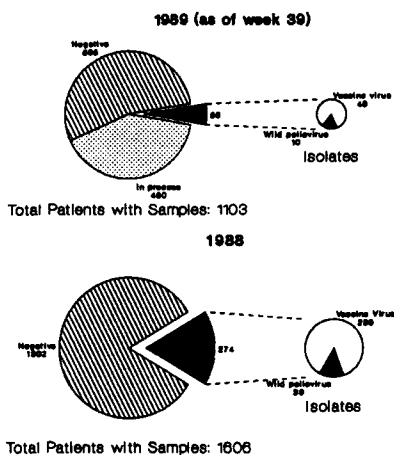 1989 (as of week 39)
Negative
Vaccine virus
Wild poliovirus
10
Isolates
In process
Total Patients with Samples: 1103
1988
Vaccine Virus
Negative
274
Wild poliovirus
Isolates
Total Patients with Samples: 1606